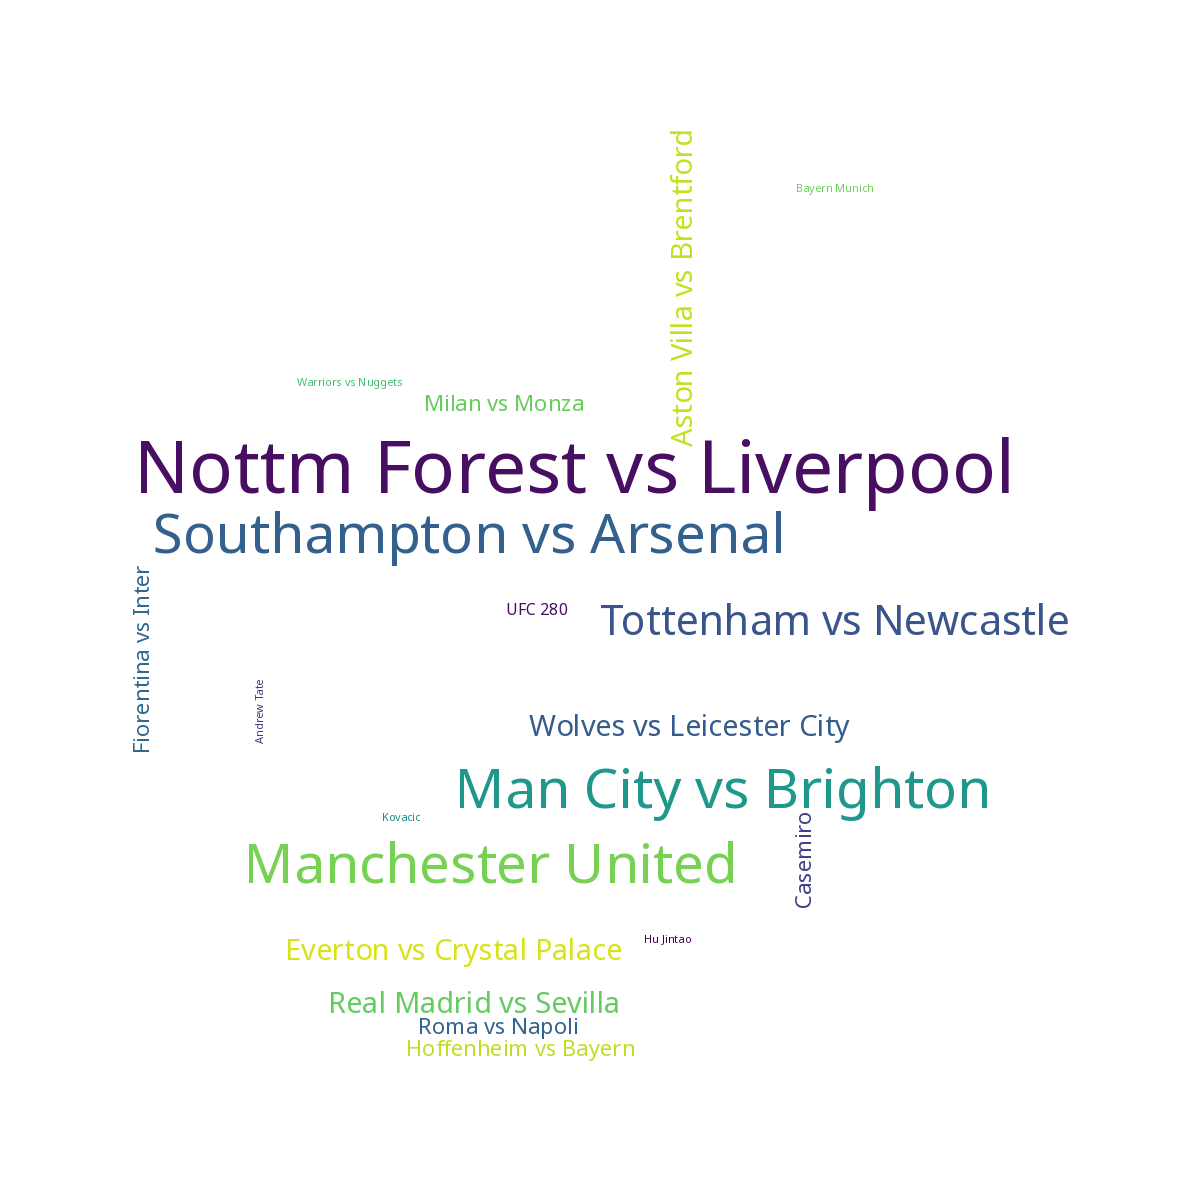 Aston Villa vs Brentford
Bayern Munich
Warriors vs Nuggets
Milan vs Monza
Nottm Forest vs Liverpool
Southampton vs Arsenal
Fiorentina vs Inter
UFC 280
Tottenham vs Newcastle
Andrew Tate
Wolves vs Leicester City
Man City vs Brighton
Kovacic
Casemiro
Manchester United
Everton vs Crystal Palace
Hu Jintao
Real Madrid vs Sevilla
Roma vs Napoli
Hoffenheim vs Bayern